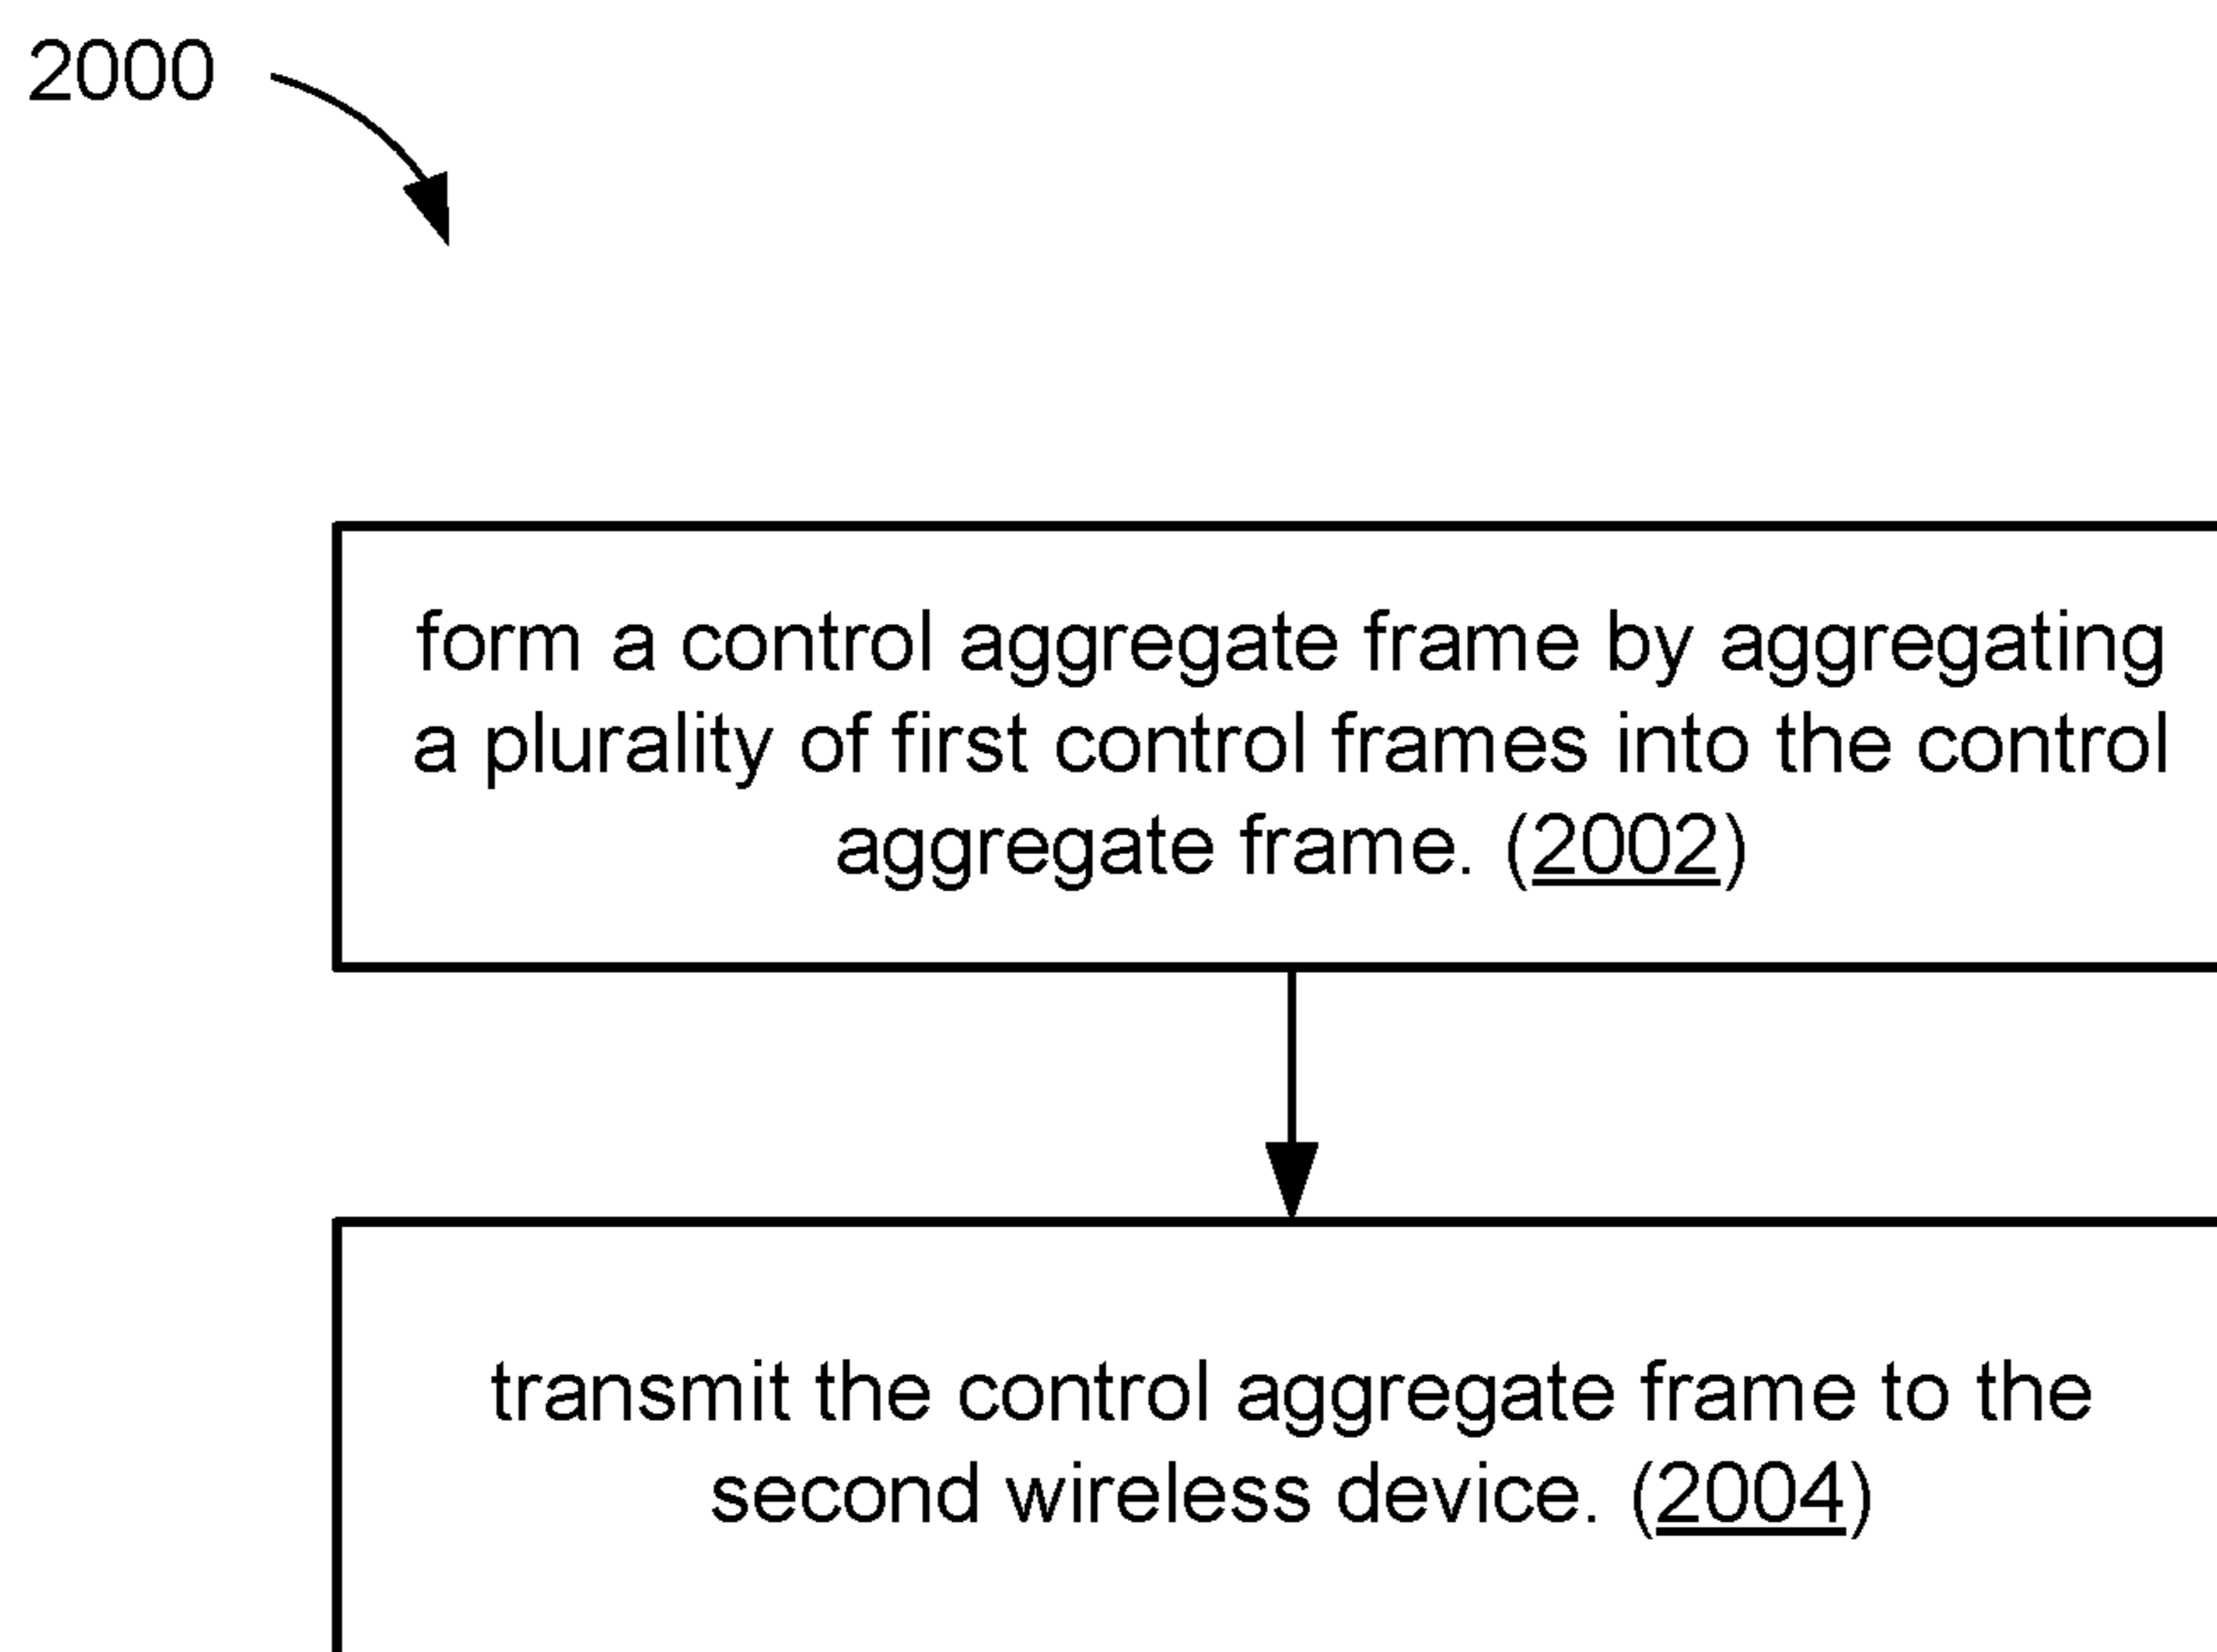 2000
form a control aggregate frame by aggregating
a plurality of first control frames into the control
aggregate frame. (2002)
transmit the control aggregate frame to the
second wireless device. (2004)